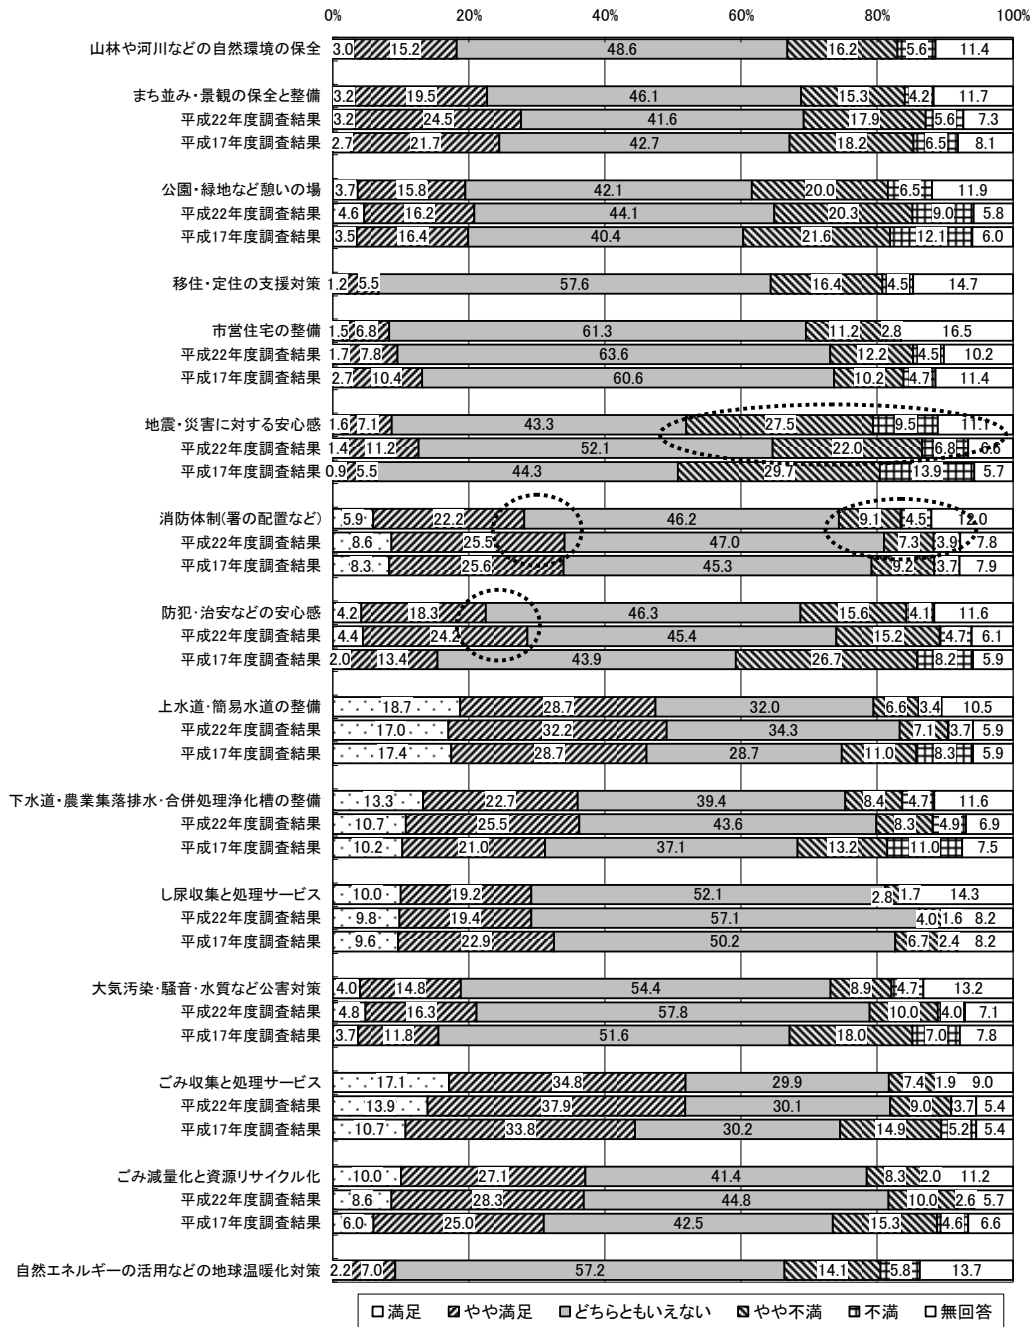 0% 20% 40% 60% 80% 100%
山林や河川などの自然環境の保全 3.0 15.2 48.6 16.2 5.6 11.4
まち並み・景観の保全と整備 3.2 19.5 46.1 15.3 4.2 11.7
平成22年度調査結果 3.2 24.5 41.6 17.9 5.6 7.3
平成17年度調査結果 2.7 21.7 42.7 18.2 6.5 8.1
公園・緑地など憩いの場 3.7 15.8 42.1 20.0 6.5 11.9
平成22年度調査結果 4.6 16.2 44.1 20.3 9.0 5.8
平成17年度調査結果 3.5 16.4 40.4 21.6 12.1 6.0
移住・定住の支援対策 1.2 5.5 57.6 16.4 4.5 14.7
市営住宅の整備 1.5 6.8 61.3 11.2 2.8 16.5
平成22年度調査結果 1.7 7.8 63.6 12.2 4.5 10.2
平成17年度調査結果 2.7 10.4 60.6 10.2 4.7 11.4
地震・災害に対する安心感 1.6 7.1 43.3 27.5 9.5 11.1
平成22年度調査結果 1.4 11.2 52.1 22.0 6.8 6.6
平成17年度調査結果 0.9 5.5 44.3 29.7 13.9 5.7
消防体制(署の配置など) 5.9 22.2 46.2 9.1 4.5 12.0
平成22年度調査結果 8.6 25.5 47.0 7.3 3.9 7.8
平成17年度調査結果 8.3 25.6 45.3 9.2 3.7 7.9
防犯・治安などの安心感 4.2 18.3 46.3 15.6 4.1 11.6
平成22年度調査結果 4.4 24.2 45.4 15.2 4.7 6.1
平成17年度調査結果 2.0 13.4 43.9 26.7 8.2 5.9
上水道・簡易水道の整備 18.7 28.7 32.0 6.6 3.4 10.5
平成22年度調査結果 17.0 32.2 34.3 7.1 3.7 5.9
平成17年度調査結果 17.4 28.7 28.7 11.0 8.3 5.9
下水道・農業集落排水・合併処理浄化槽の整備 13.3 22.7 39.4 8.4 4.7 11.6
平成22年度調査結果 10.7 25.5 43.6 8.3 4.9 6.9
平成17年度調査結果 10.2 21.0 37.1 13.2 11.0 7.5
し尿収集と処理サービス 10.0 19.2 52.1 2.8 1.7 14.3
平成22年度調査結果 9.8 19.4 57.1 4.0 1.6 8.2
平成17年度調査結果 9.6 22.9 50.2 6.7 2.4 8.2
大気汚染・騒音・水質など公害対策 4.0 14.8 54.4 8.9 4.7 13.2
平成22年度調査結果 4.8 16.3 57.8 10.0 4.0 7.1
平成17年度調査結果 3.7 11.8 51.6 18.0 7.0 7.8
ごみ収集と処理サービス 17.1 34.8 29.9 7.4 1.9 9.0
平成22年度調査結果 13.9 37.9 30.1 9.0 3.7 5.4
平成17年度調査結果 10.7 33.8 30.2 14.9 5.2 5.4
ごみ減量化と資源リサイクル化 10.0 27.1 41.4 8.3 2.0 11.2
平成22年度調査結果 8.6 28.3 44.8 10.0 2.6 5.7
平成17年度調査結果 6.0 25.0 42.5 15.3 4.6 6.6
自然エネルギーの活用などの地球温暖化対策 2.2 7.0 57.2 14.1 5.8 13.7
満足 やや満足 どちらともいえない やや不満 不満 無回答